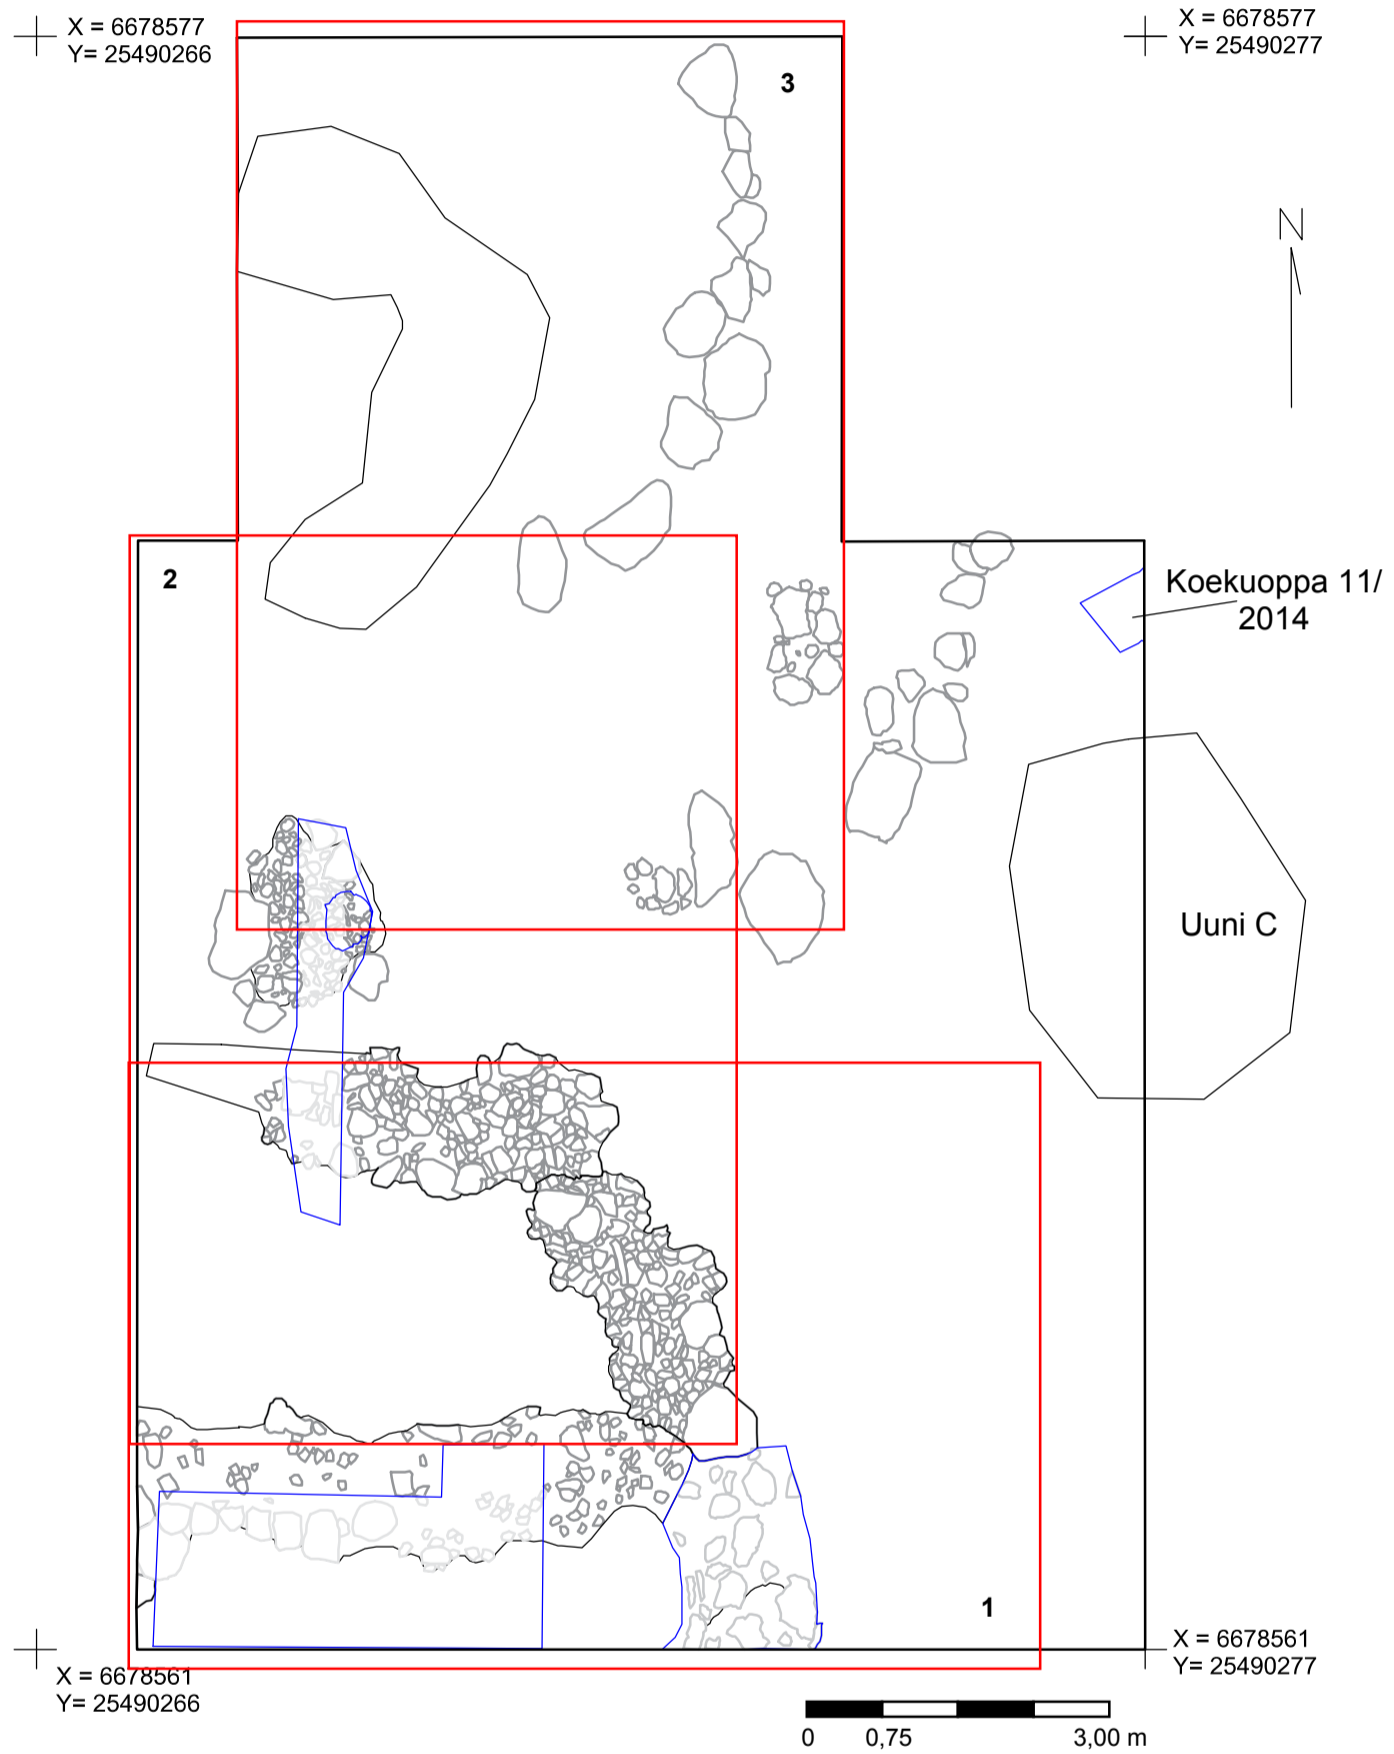 X = 6678577
Y= 25490266
X = 6678577
Y= 25490277
3
N
2
Koekuoppa 11/
2014
Uuni C
1
X = 6678561
Y= 25490266
X = 6678561
Y= 25490277
0 0,75 3,00 m